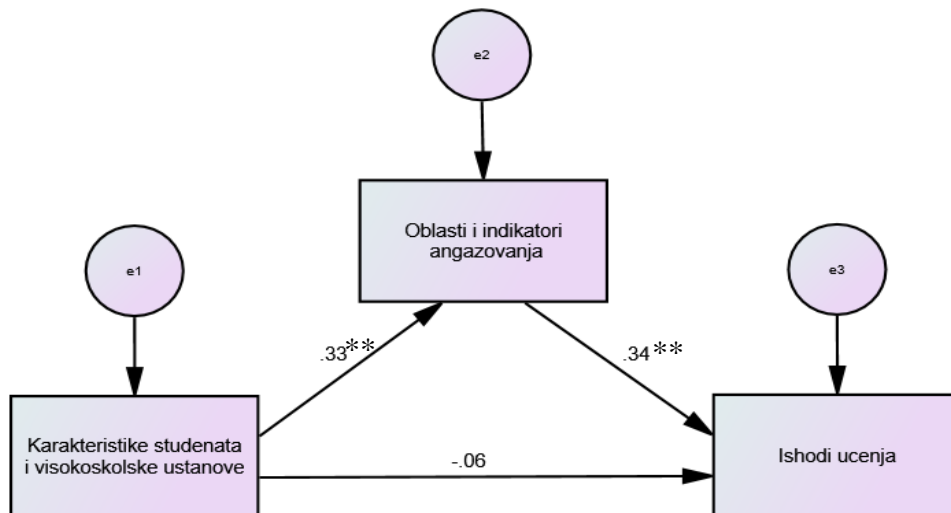 e2
Oblasti i indikatori
angazovanja
e1
e3
.33**
.34**
Karakteristike studenata
i visokoskolske ustanove
-.06
Ishodi ucenja